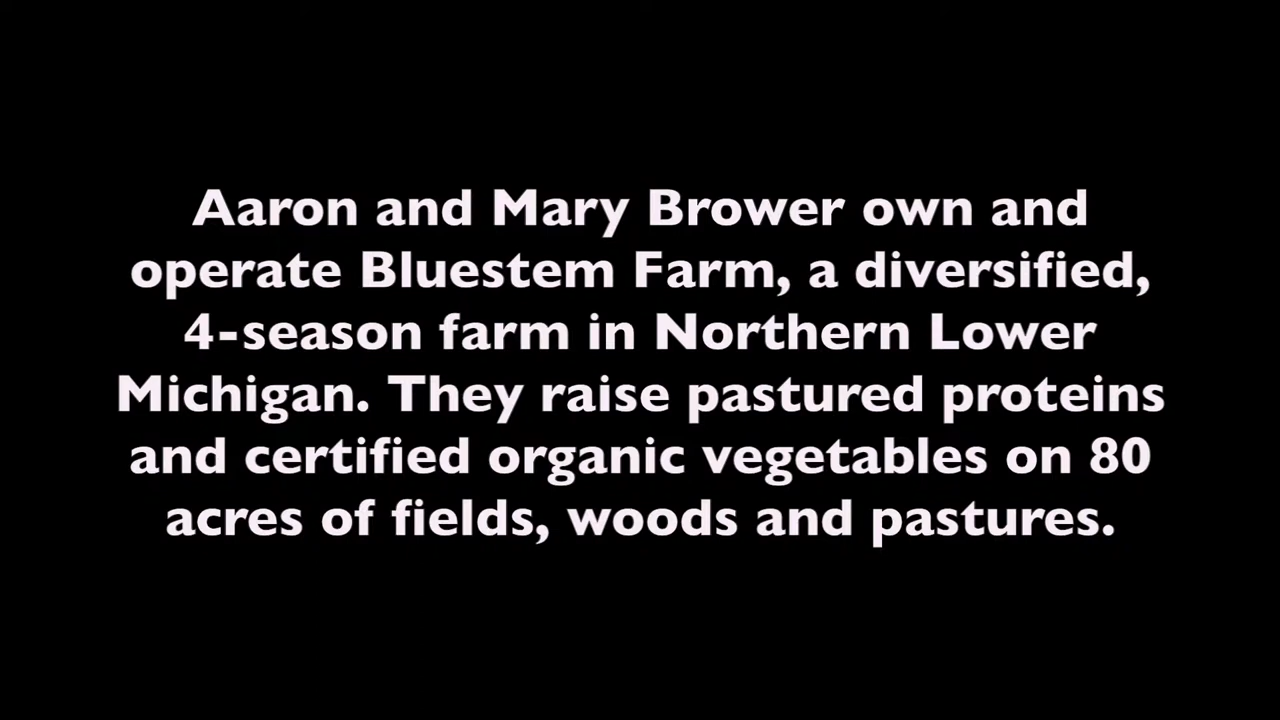 Aaron and Mary Brower own and
operate Bluestem Farm, a diversified,
4-season farm in Northern Lower
Michigan. They raise pastured proteins
and certified organic vegetables on 80
acres of fields, woods and pastures.